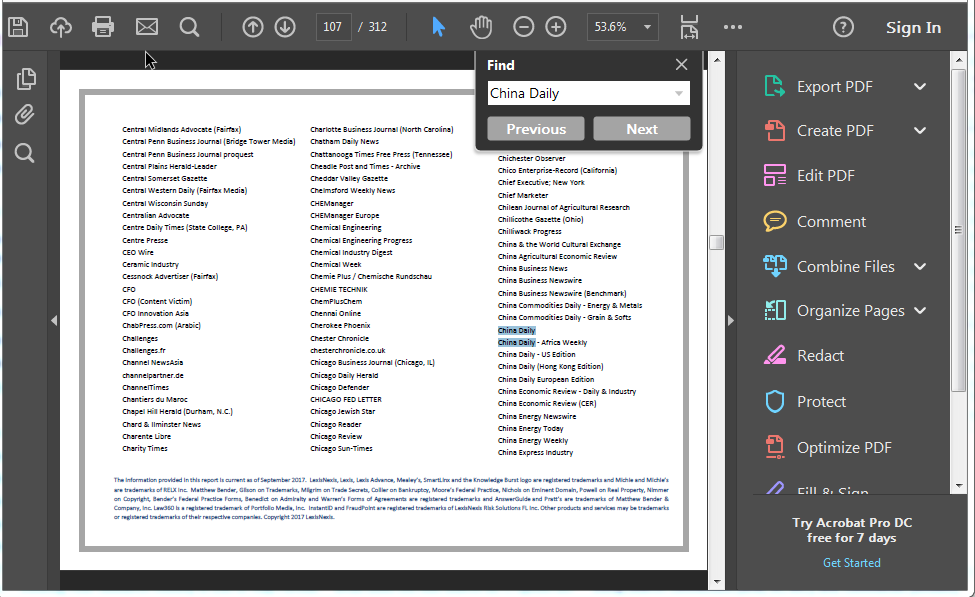 107 / 312
53.6%
Sign In
Find
China Daily
Previous
Next
Central Midlands Advocate (Fairfax)
Central Penn Business Journal (Bridge Tower Media)
Central Penn Business Journal proquest
Central Plains Herald-Leader
Central Somerset Gazette
Central Western Daily (Fairfax Media)
Central Wisconsin Sunday
Centralian Advocate
Centre Daily Times (State College, PA)
Centre Presse
CEO Wire
Ceramic Industry
Cessnock Advertiser (Fairfax)
CFO
CFO (Content Victim)
CFO Innovation Asia
ChabPress.com (Arabic)
Challenges
Challenges.fr
Channel NewsAsia
channelpartner.de
ChannelTimes
Chantiers du Maroc
Chapel Hill Herald (Durham, N.C.)
Chard & Ilminster News
Charente Libre
Charity Times
Charlotte Business Journal (North Carolina)
Chatham Daily News
Chattanooga Times Free Press (Tennessee)
Cheadle Post and Times - Archive
Cheddar Valley Gazette
Chelmsford Weekly News
CHEManager
CHEManager Europe
Chemical Engineering
Chemical Engineering Progress
Chemical Industry Digest
Chemical Week
Chemie Plus / Chemische Rundschau
CHEMIE TECHNIK
ChemPlusChem
Chennai Online
Cherokee Phoenix
Chester Chronicle
chesterchronicle.co.uk
Chicago Business Journal (Chicago, IL)
Chicago Daily Herald
Chicago Defender
CHICAGO FED LETTER
Chicago Jewish Star
Chicago Reader
Chicago Review
Chicago Sun-Times
Chichester Observer
Chico Enterprise-Record (California)
Chief Executive; New York
Chief Marketer
Chilean Journal of Agricultural Research
Chillicothe Gazette (Ohio)
Chilliwack Progress
China & the World Cultural Exchange
China Agricultural Economic Review
China Business News
China Business Newswire
China Business Newswire (Benchmark)
China Commodities Daily - Energy & Metals
China Commodities Daily - Grain & Softs
China Daily
China Daily - Africa Weekly
China Daily - US Edition
China Daily (Hong Kong Edition)
China Daily European Edition
China Economic Review - Daily & Industry
China Economic Review (CER)
China Energy Newswire
China Energy Today
China Energy Weekly
China Express Industry
The information provided in this report is current as of September 2017. LexisNexis, Lexis, Lexis Advance, Mealey's, SmartLinx and the Knowledge Burst logo are registered trademarks and Michie and Michie's
are trademarks of RELX Inc. Matthew Bender, Gilson on Trademarks, Milgrim on Trade Secrets, Collier on Bankruptcy, Moore's Federal Practice, Nichols on Eminent Domain, Powell on Real Property, Nimmer
on Copyright, Bender's Federal Practice Forms, Benedict on Admiralty and Warren's Forms of Agreements are registered trademarks and AnswerGuide and Pratt's are trademarks of Matthew Bender &
Company, Inc. Law360 is a registered trademark of Portfolio Media, Inc. InstantID and FraudPoint are registered trademarks of LexisNexis Risk Solutions FL Inc. Other products and services may be trademarks
or registered trademarks of their respective companies. Copyright 2017 LexisNexis.
Export PDF
Create PDF
Edit PDF
Comment
Combine Files
Organize Pages
Redact
Protect
Optimize PDF
Fill & Sign
Try Acrobat Pro DC
free for 7 days
Get Started